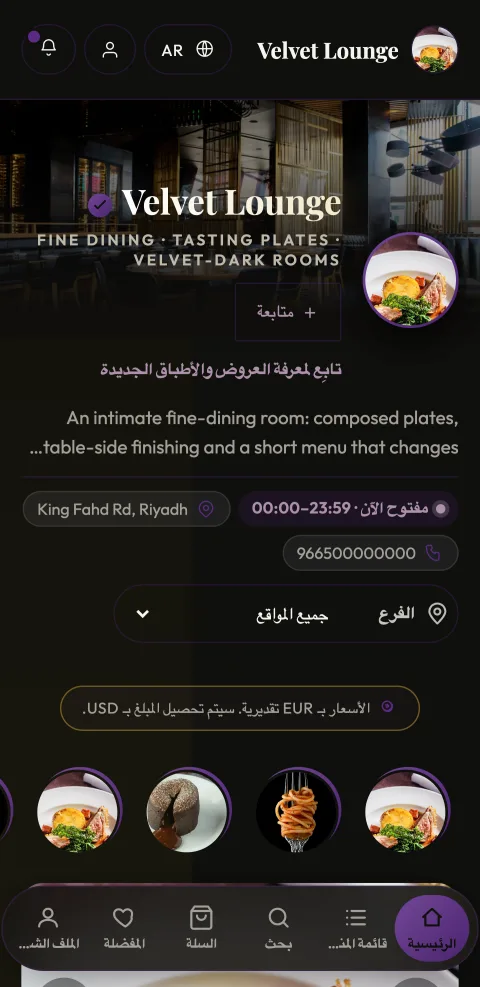 Velvet Lounge
AR
Velvet Lounge
FINE DINING · TASTING PLATES ·
VELVET-DARK ROOMS
+ متابعة
تابِع لمعرفة العروض والأطباق الجديدة
An intimate fine-dining room: composed plates,
...table-side finishing and a short menu that changes
مفتوح الآن · 23:59–00:00
King Fahd Rd, Riyadh
966500000000
الفرع
جميع المواقع
الأسعار بـ EUR تقديرية. سيتم تحصيل المبلغ بـ USD.
الرئيسية
قائمة المذ...
بحث
السلة
المفضلة
الملف الشـ...